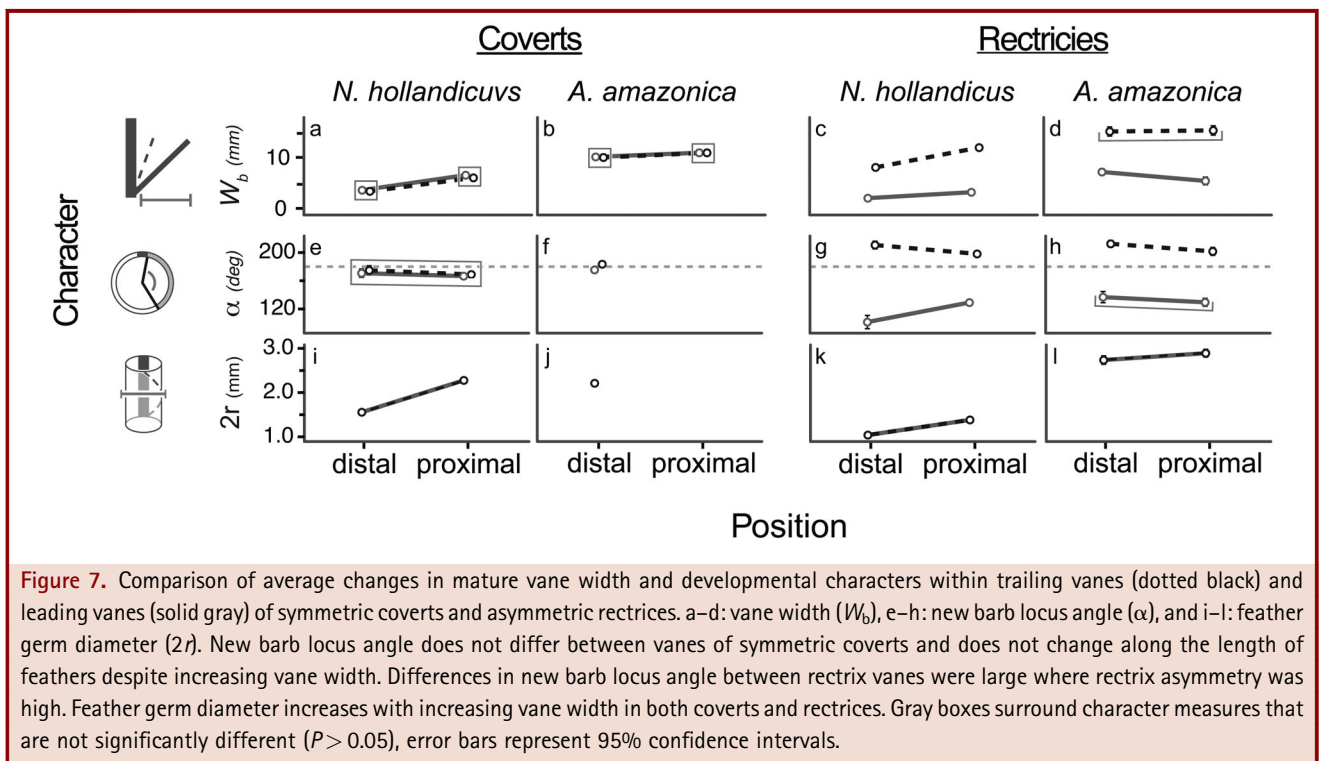 Coverts
Rectricies
N. hollandicuvs
A. amazonica
N. hollandicus
A. amazonica
Character
W_b (mm)
10
0
a
b
c
d
α (deg)
200
120
e
f
g
h
2r (mm)
3.0
2.0
1.0
i
j
k
l
distal proximal
distal proximal
distal proximal
distal proximal
Position
Figure 7. Comparison of average changes in mature vane width and developmental characters within trailing vanes (dotted black) and
leading vanes (solid gray) of symmetric coverts and asymmetric rectrices. a–d: vane width (W_b), e–h: new barb locus angle (α), and i–l: feather
germ diameter (2r). New barb locus angle does not differ between vanes of symmetric coverts and does not change along the length of
feathers despite increasing vane width. Differences in new barb locus angle between rectrix vanes were large where rectrix asymmetry was
high. Feather germ diameter increases with increasing vane width in both coverts and rectrices. Gray boxes surround character measures that
are not significantly different (P > 0.05), error bars represent 95% confidence intervals.